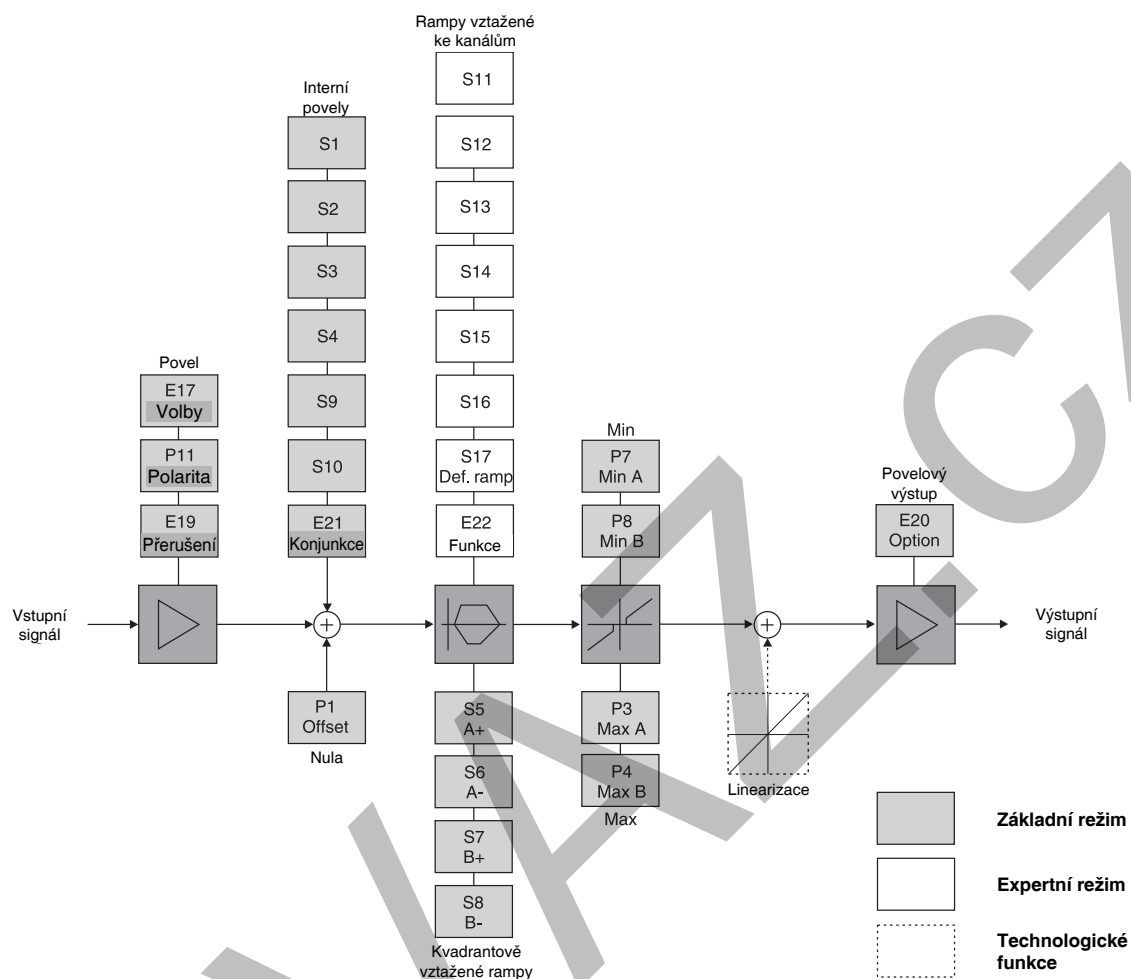 Rampy vztažené
ke kanálům
S11
S12
S13
S14
S15
S16
S17
Def. ramp
E22
Funkce
Interní
povely
S1
S2
S3
S4
S9
S10
E21
Konjunkce
Povel
E17
Volby
P11
Polarita
E19
Přerušení
Min
P7
Min A
P8
Min B
Povelový
výstup
E20
Option
Vstupní
signál
Výstupní
signál
P1
Offset
Nula
S5
A+
S6
A-
S7
B+
S8
B-
Kvadrantově
vztažené rampy
P3
Max A
P4
Max B
Max
Linearizace
Základní režim
Expertní režim
Technologické
funkce
VAZ.CZ